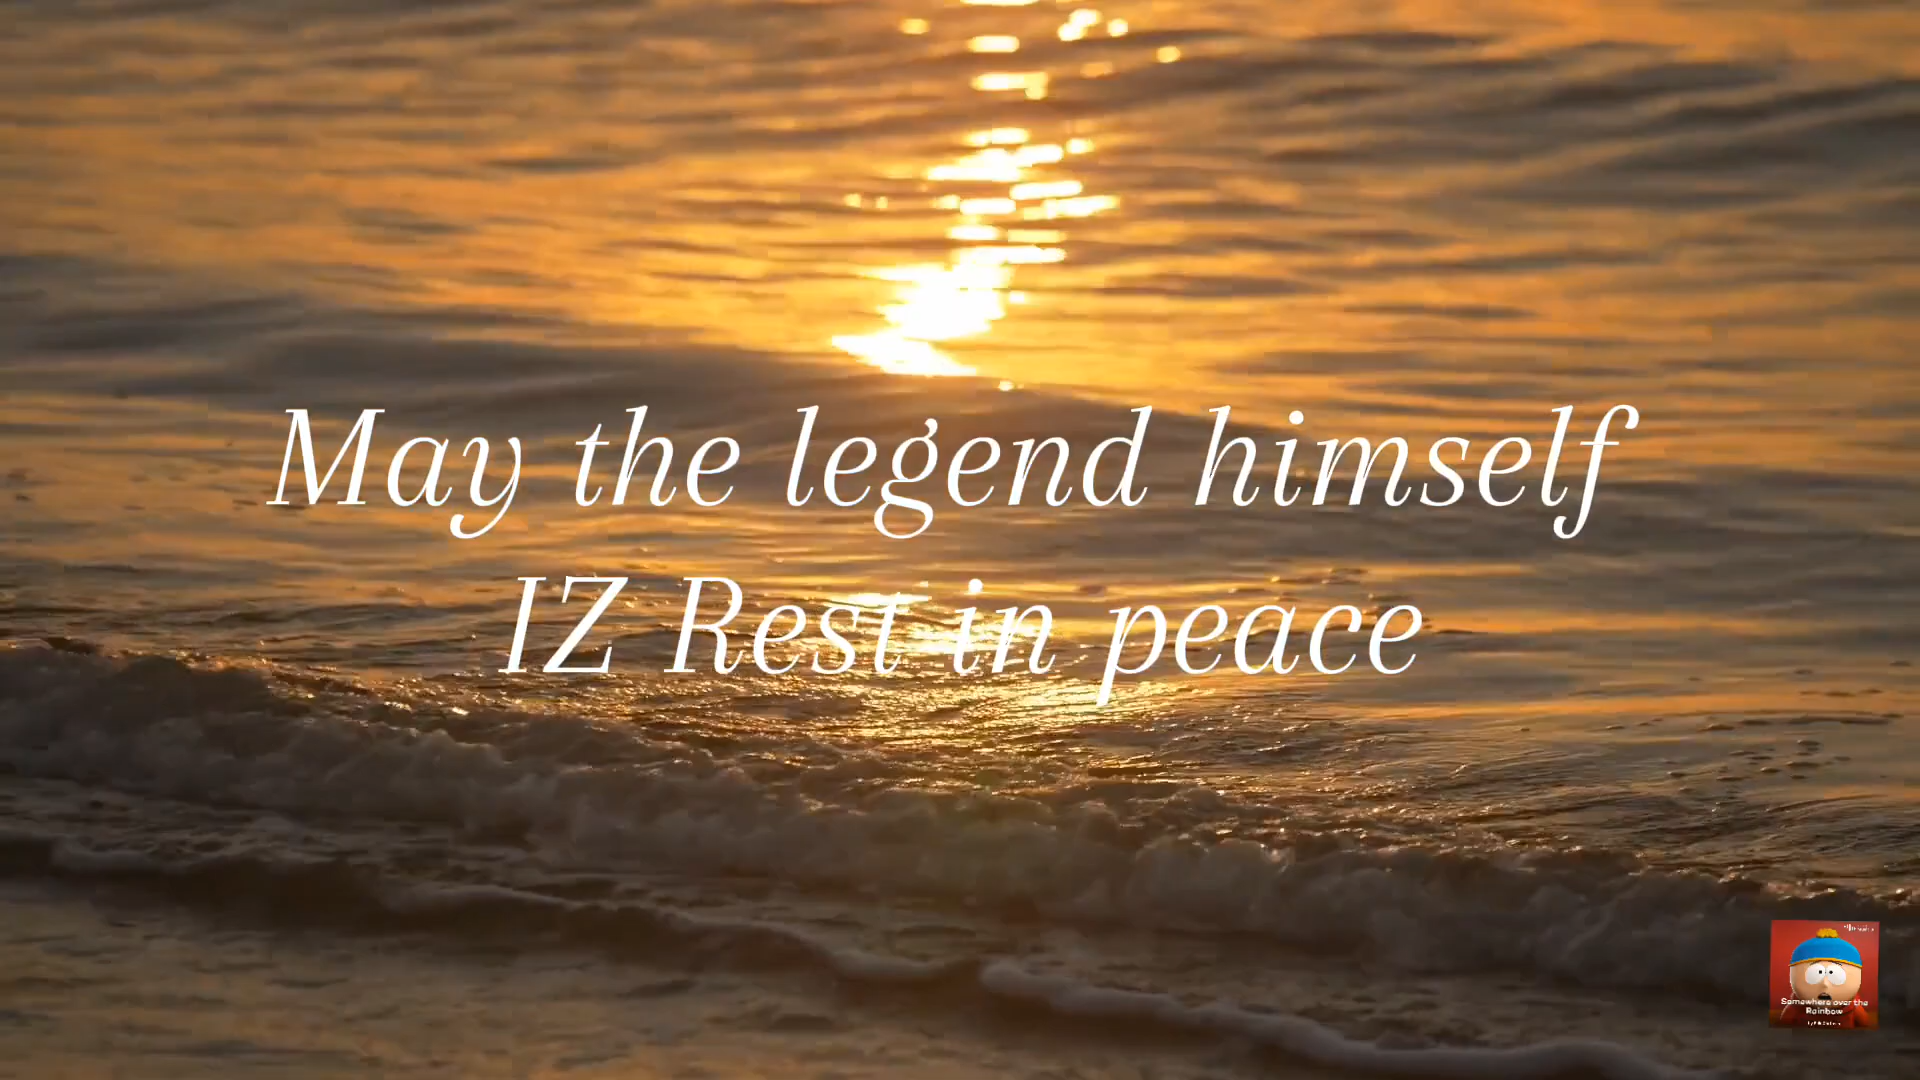 May the legend himself
IZ Rest in peace
Somewhere over the
Rainbow